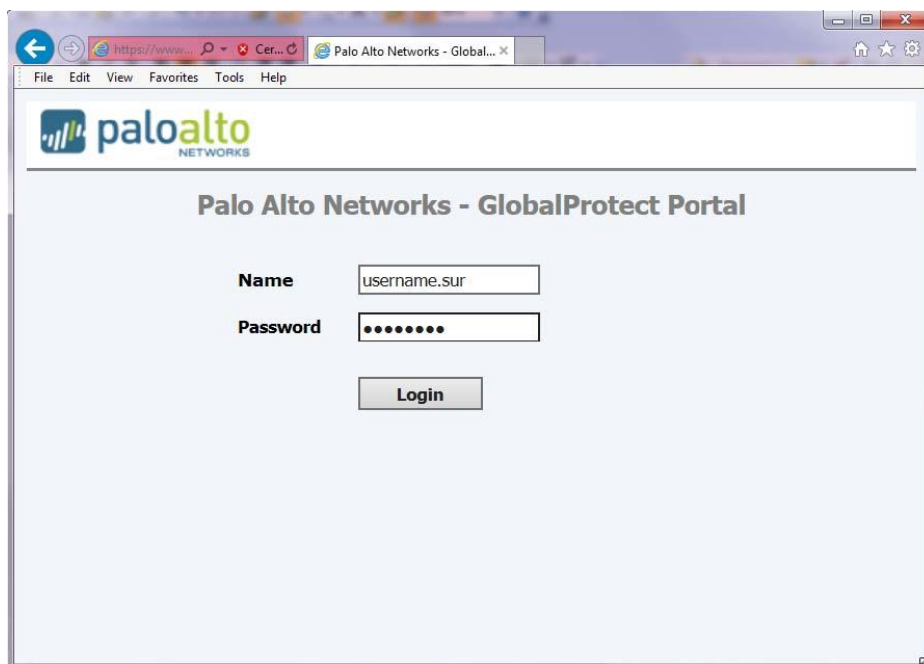 https://www... Cer... Palo Alto Networks - Global...
File Edit View Favorites Tools Help
paloalto
NETWORKS
Palo Alto Networks - GlobalProtect Portal
Name username.sur
Password ••••••••
Login